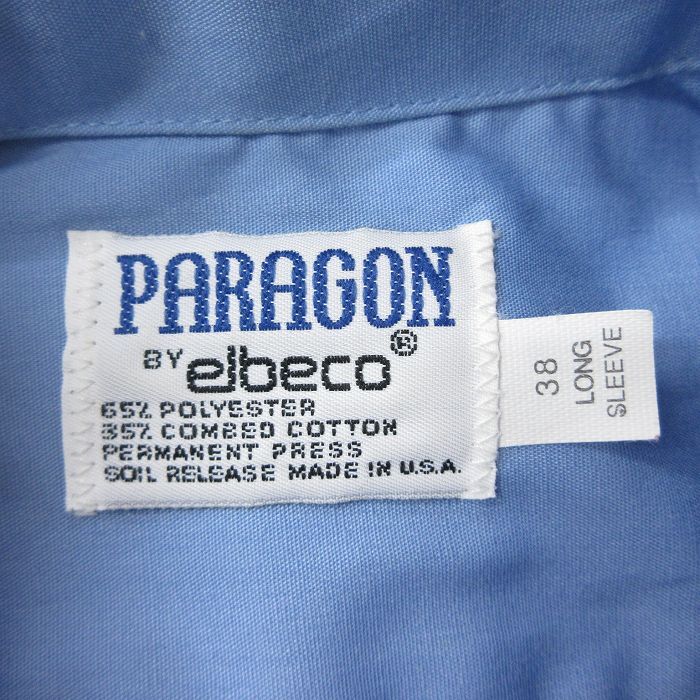 PARAGON
BY elbeco®
65% POLYESTER
35% COMBED COTTON
PERMANENT PRESS
SOIL RELEASE MADE IN U.S.A.
38
LONG
SLEEVE